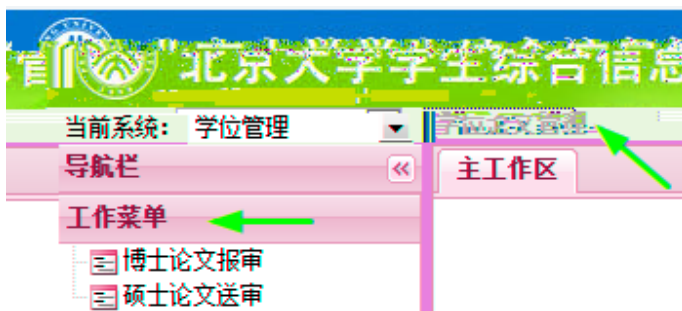 北京大学学生综合信息
当前系统： 学位管理
导航栏
主工作区
工作菜单
博士论文报审
硕士论文送审